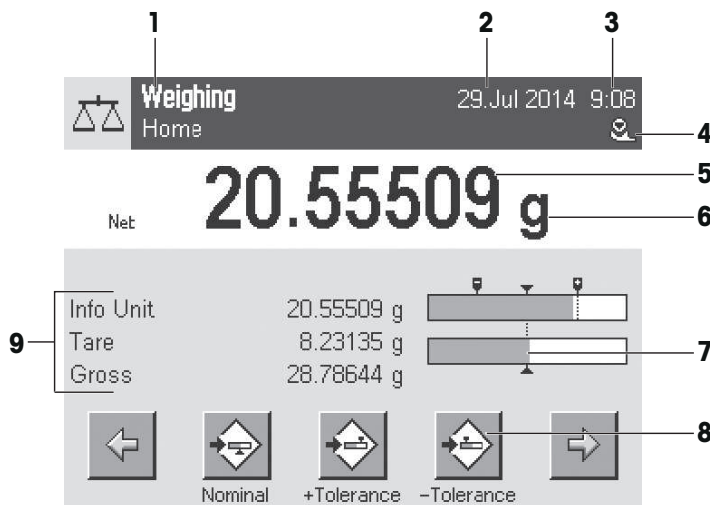 1 2 3
Weighing 29.Jul 2014 9:08
Home
4
20.55509 g
5
Net
6
Info Unit 20.55509 g
9 Tare 8.23135 g
7
Gross 28.78644 g
8
Nominal +Tolerance −Tolerance